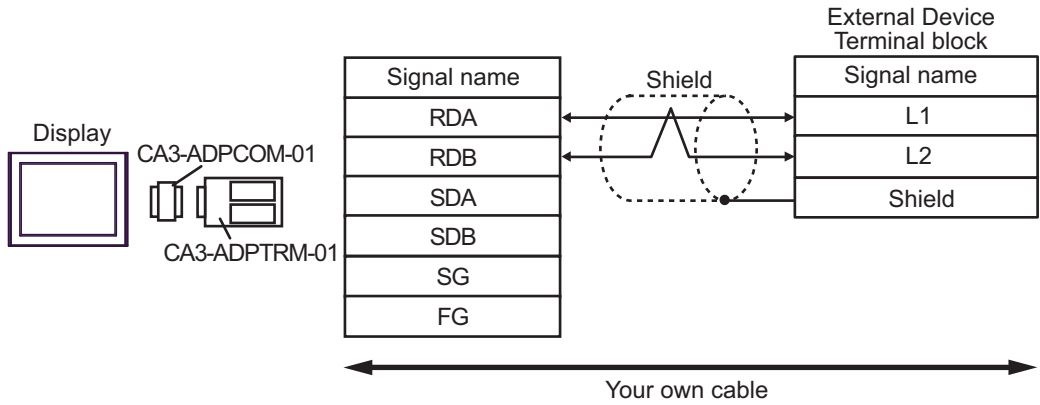 External Device
Terminal block
Signal name
Shield
Signal name
RDA
L1
Display
CA3-ADPCOM-01
RDB
L2
SDA
Shield
CA3-ADPTRM-01
SDB
SG
FG
Your own cable